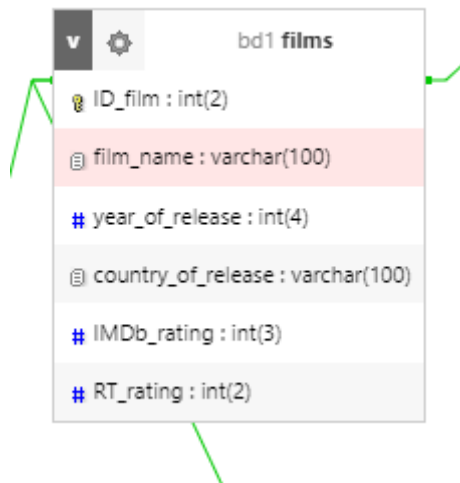 v bd1 films
ID_film : int(2)
film_name : varchar(100)
# year_of_release : int(4)
country_of_release : varchar(100)
# IMDb_rating : int(3)
# RT_rating : int(2)